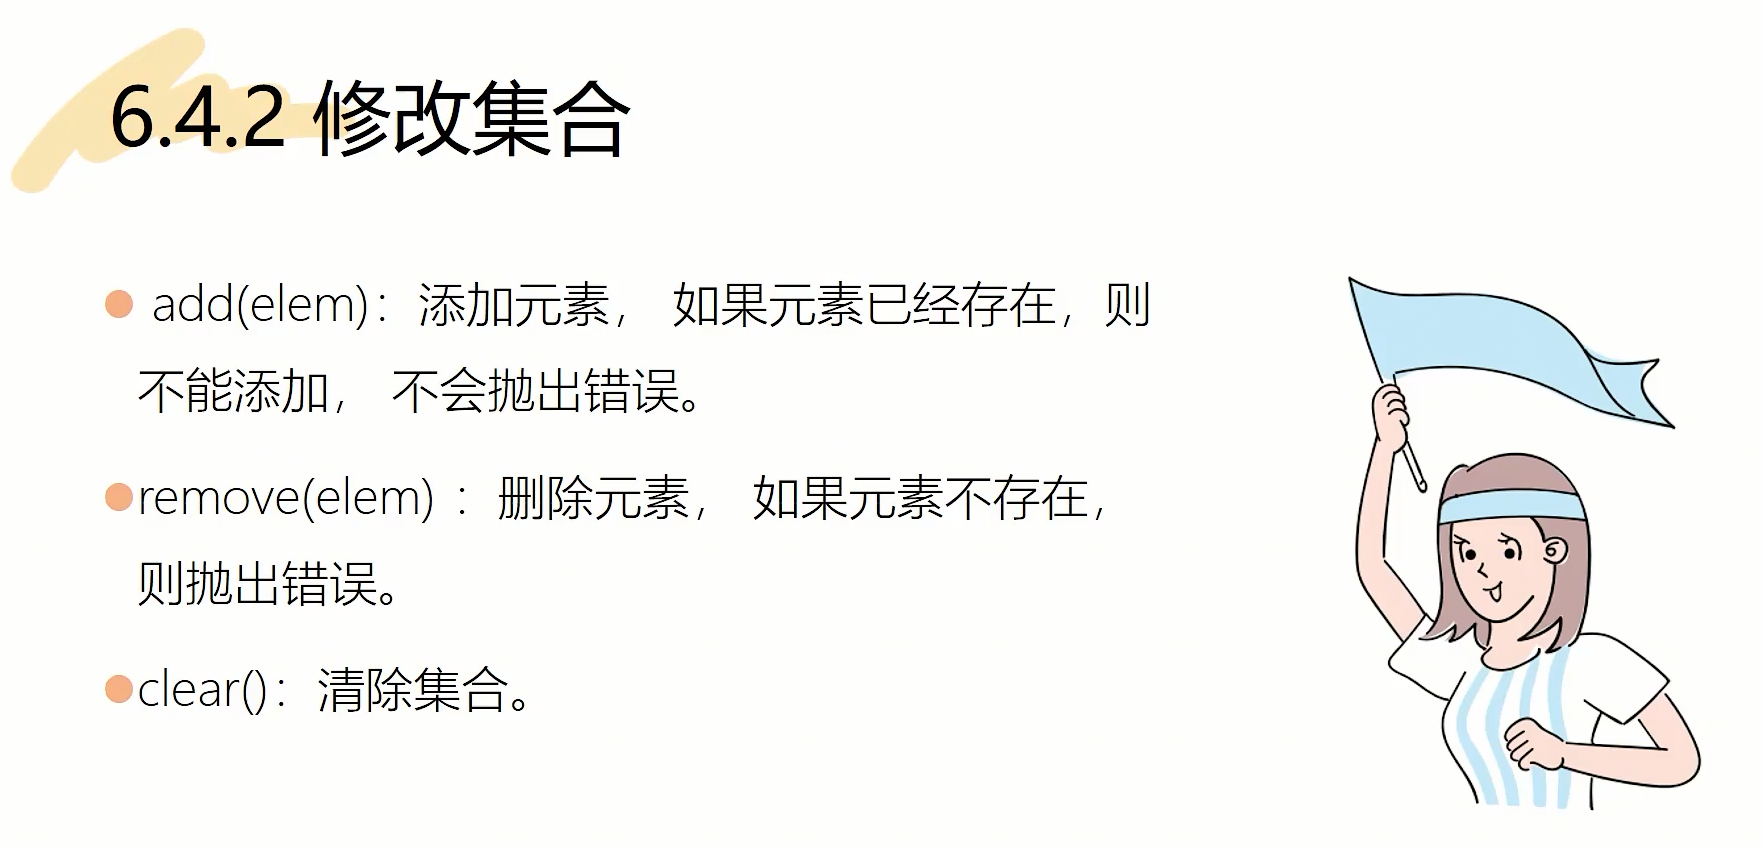 6.4.2 修改集合
add(elem)：添加元素， 如果元素已经存在，则
不能添加， 不会抛出错误。
remove(elem) ：删除元素， 如果元素不存在，
则抛出错误。
clear()：清除集合。